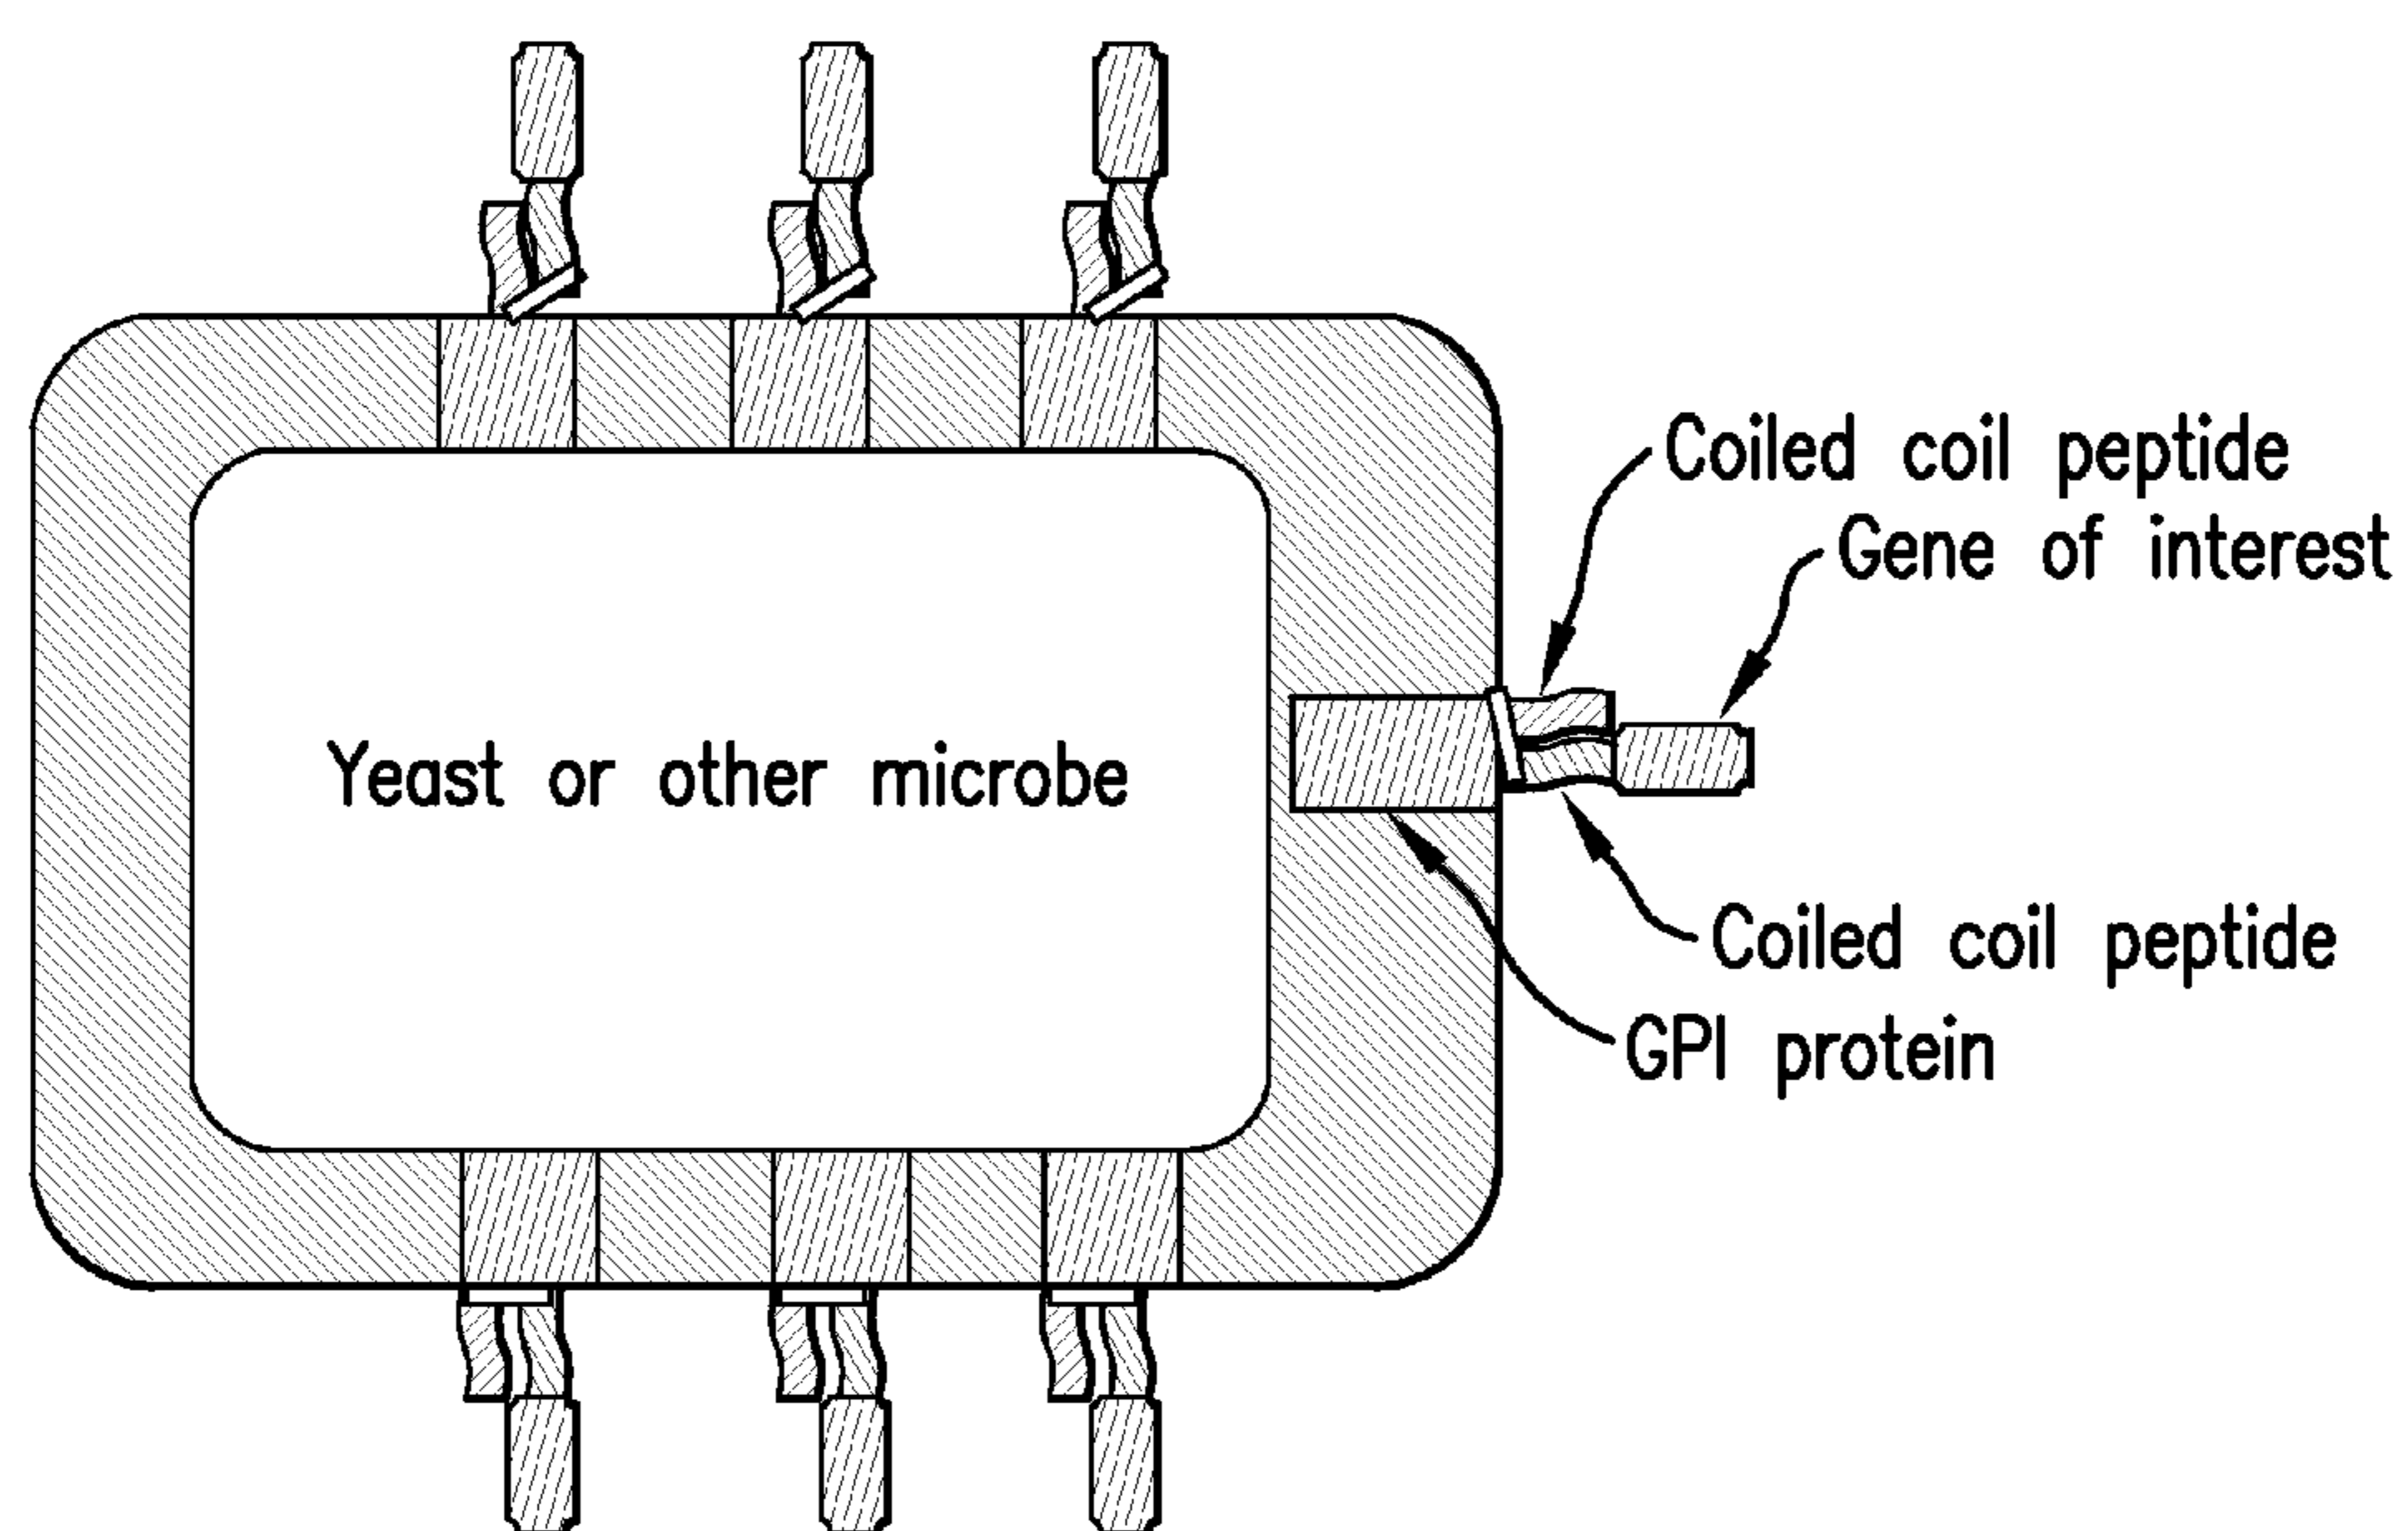 Coiled coil peptide
Gene of interest
Yeast or other microbe
Coiled coil peptide
GPI protein